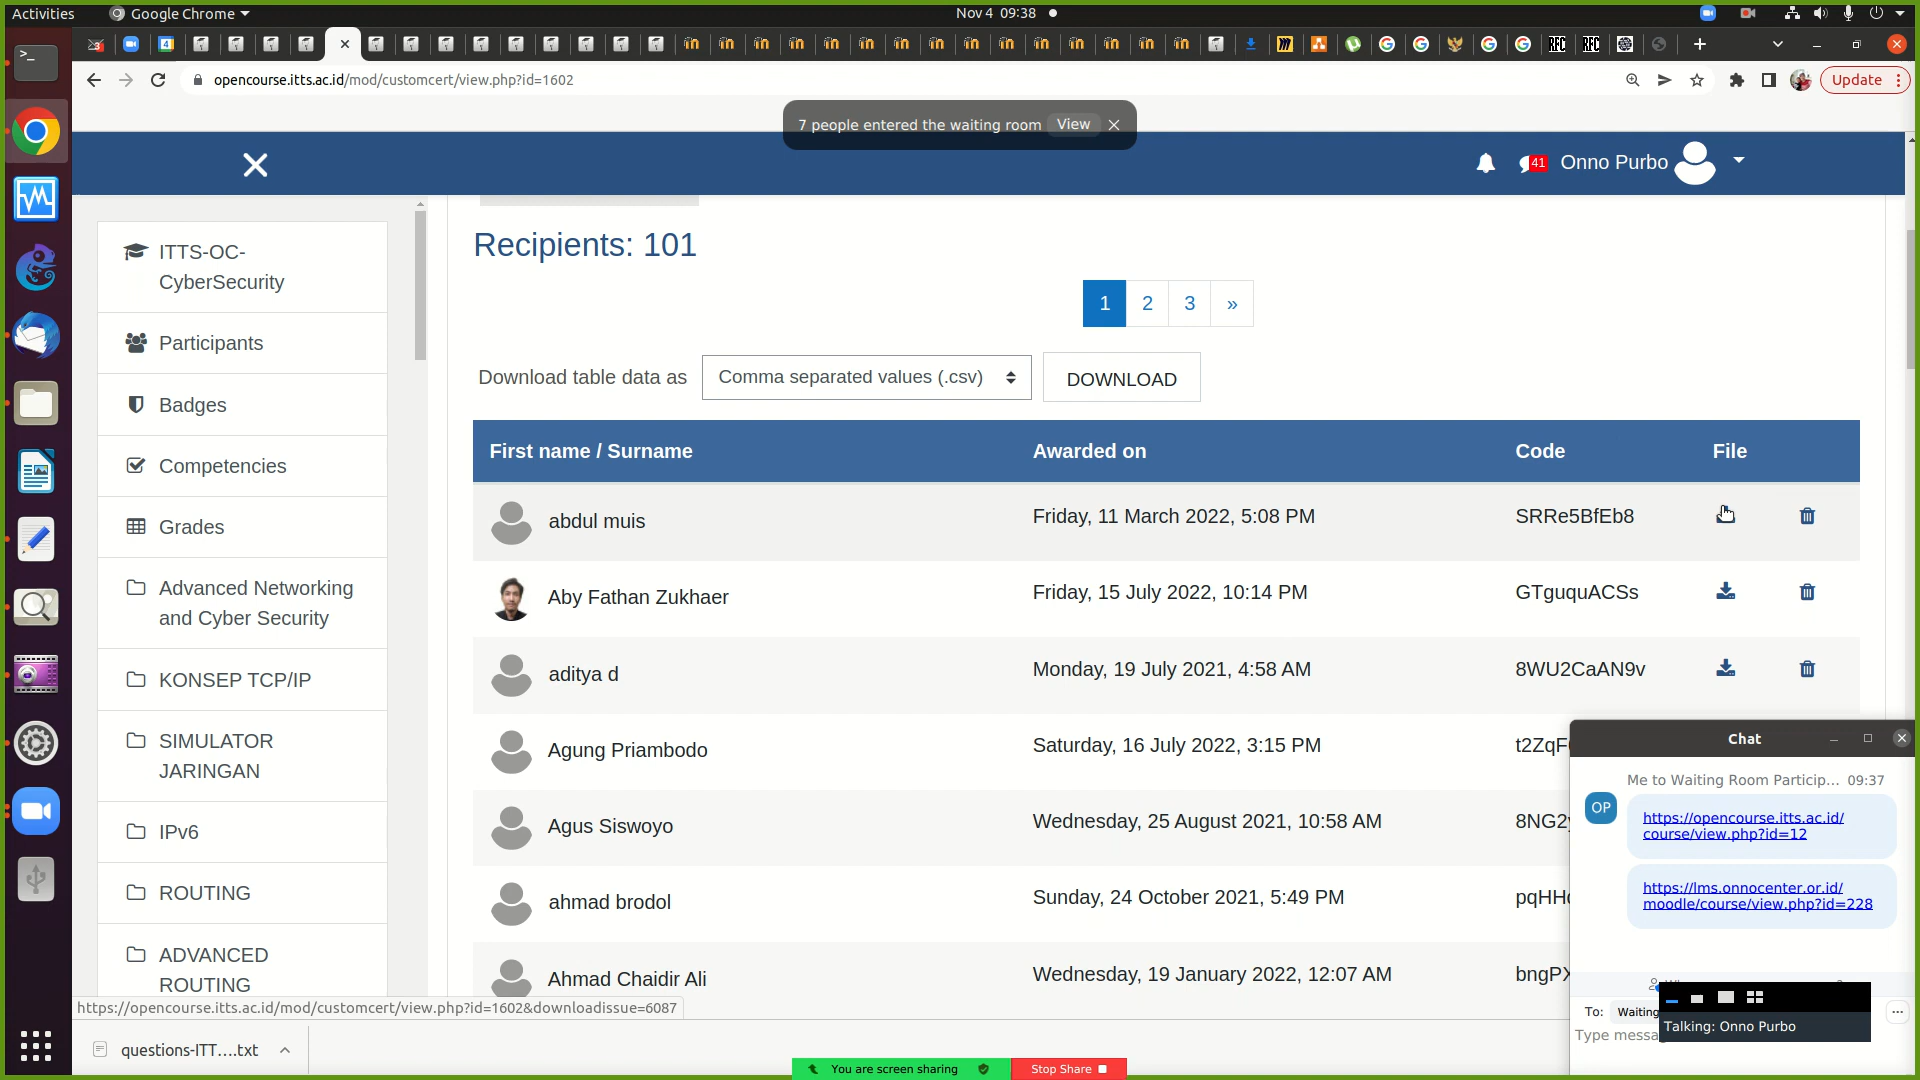 Activities
Google Chrome
Nov 4 09:38
opencourse.itts.ac.id/mod/customcert/view.php?id=1602
Update
7 people entered the waiting room View
41
Onno Purbo
ITTS-OC-
CyberSecurity
Participants
Badges
Competencies
Grades
Advanced Networking
and Cyber Security
KONSEP TCP/IP
SIMULATOR
JARINGAN
IPv6
ROUTING
ADVANCED
ROUTING
Recipients: 101
1 2 3 »
Download table data as
Comma separated values (.csv)
DOWNLOAD
First name / Surname Awarded on Code File
abdul muis Friday, 11 March 2022, 5:08 PM SRRe5BfEb8
Aby Fathan Zukhaer Friday, 15 July 2022, 10:14 PM GTguquACSs
aditya d Monday, 19 July 2021, 4:58 AM 8WU2CaAN9v
Agung Priambodo Saturday, 16 July 2022, 3:15 PM
Agus Siswoyo Wednesday, 25 August 2021, 10:58 AM
ahmad brodol Sunday, 24 October 2021, 5:49 PM
Ahmad Chaidir Ali Wednesday, 19 January 2022, 12:07 AM
Chat
Me to Waiting Room Particip... 09:37
OP
https://opencourse.itts.ac.id/
course/view.php?id=12
https://lms.onnocenter.or.id/
moodle/course/view.php?id=228
To: Waiting
Talking: Onno Purbo
Type messa
https://opencourse.itts.ac.id/mod/customcert/view.php?id=1602&downloadissue=6087
questions-ITT....txt
You are screen sharing
Stop Share